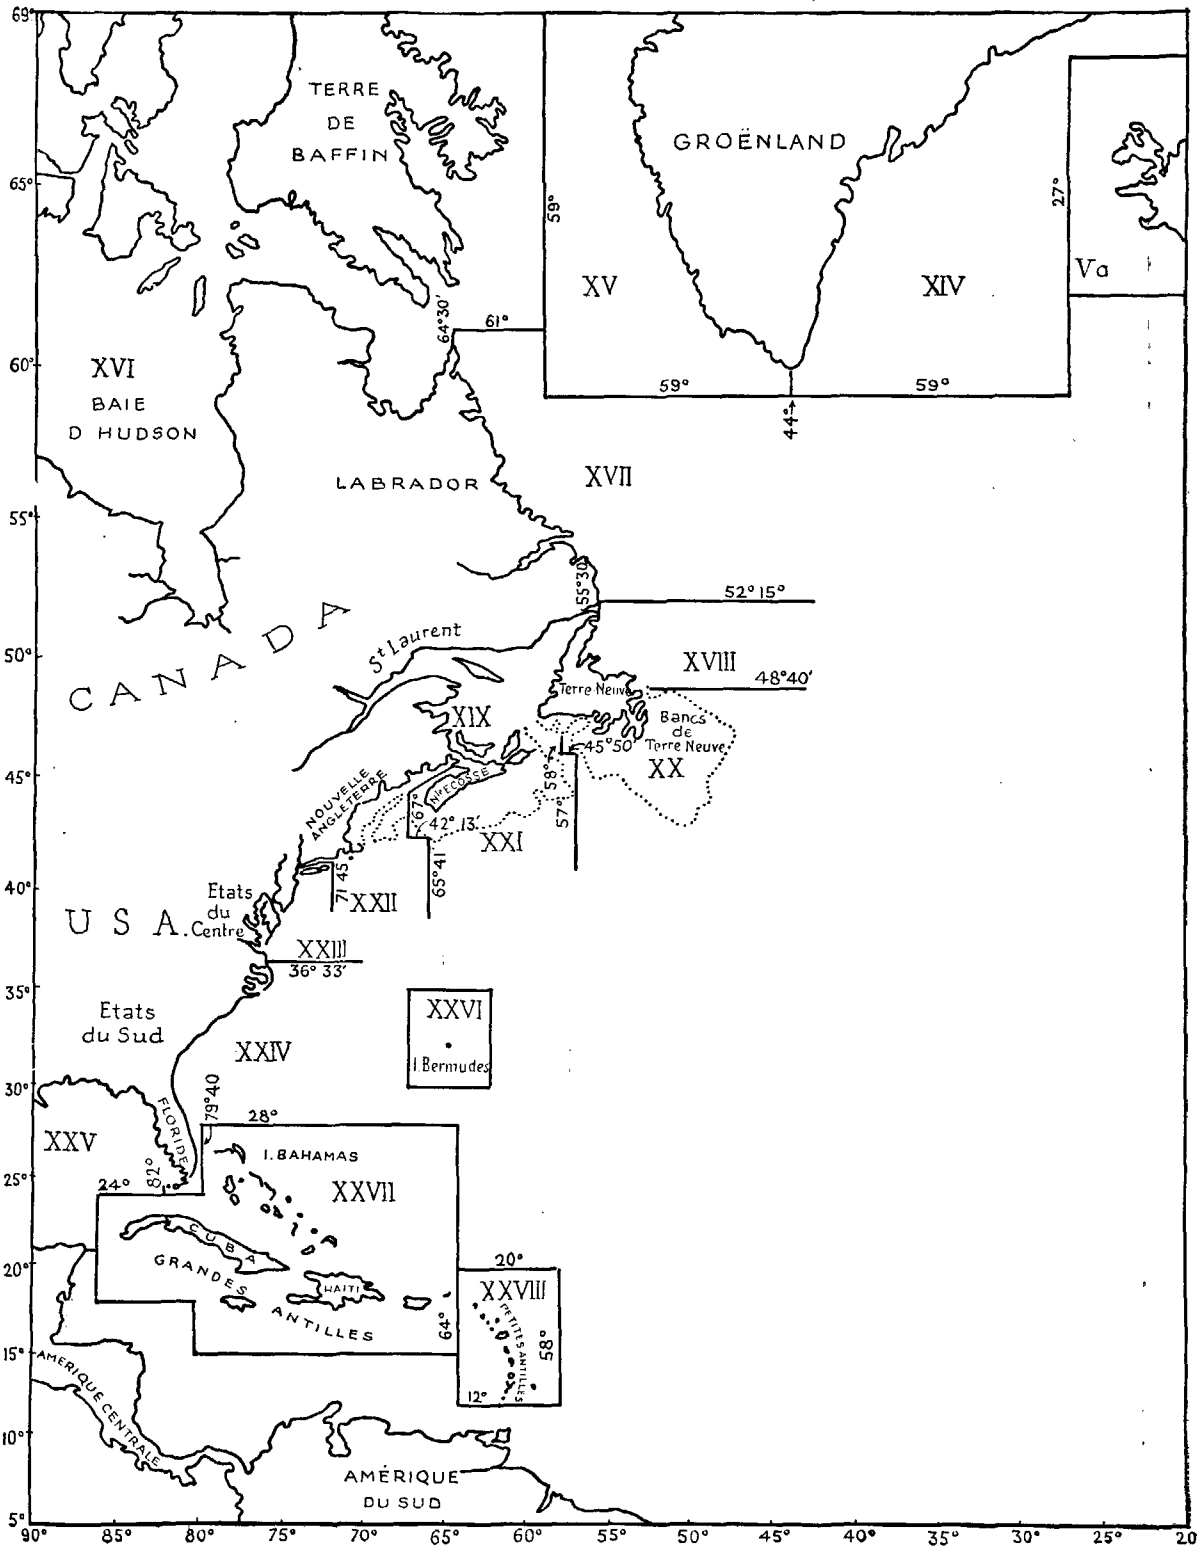 69°
TERRE
DE
BAFFIN
GROËNLAND
65°
59°
27°
XV
XIV
Va
64°30'
61°
60°
XVI
BAIE
D HUDSON
59°
59°
44°
LABRADOR
XVII
55°
55°30'
52° 15°
CANADA
St Laurent
50°
XVIII
48°40'
Terre Neuve
XIX
Bancs
de
Terre Neuve
45°50'
XX
58°
57°
45°
NOUVELLE
ANGLETERRE
Nle ECOSSE
67°
42° 13'
XXI
65°41
71 45
XXII
40°
Etats
du
Centre
U S A.
XXIII
36° 33'
35°
Etats
du Sud
XXVI
I. Bermudes
XXIV
30°
79°40
28°
FLORIDE
XXV
I. BAHAMAS
82°
25°
24°
XXVII
CUBA
20°
20°
GRANDES
ANTILLES
HAITI
XXVIII
PETITES ANTILLES
64°
58°
15°
12°
AMERIQUE CENTRALE
10°
AMÉRIQUE
DU SUD
5°
90° 85° 80° 75° 70° 65° 60° 55° 50° 45° 40° 35° 30° 25° 20